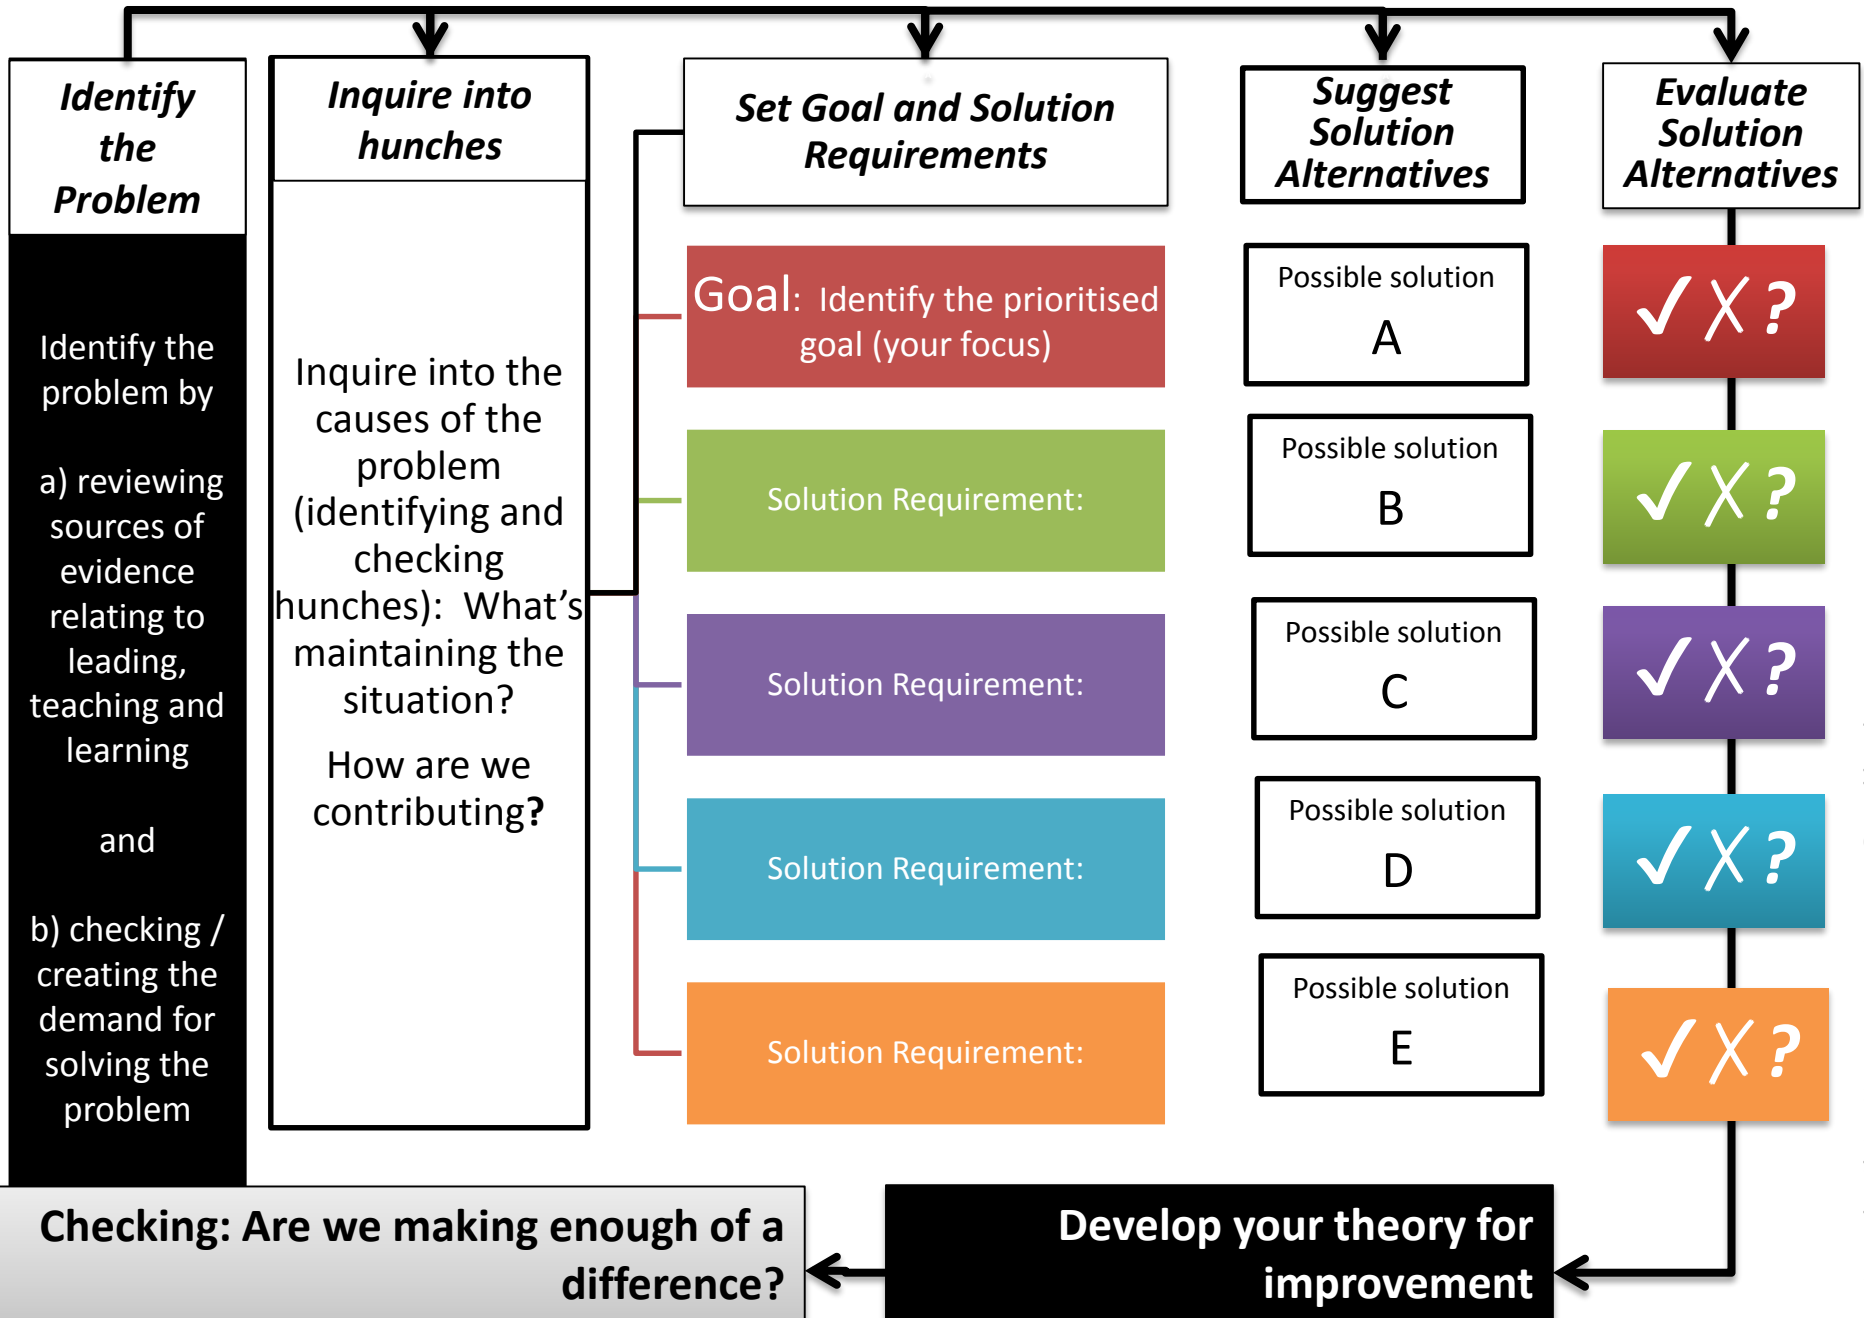 Identify
the
Problem
Identify the
problem by
a) reviewing
sources of
evidence
relating to
leading,
teaching and
learning
and
b) checking /
creating the
demand for
solving the
problem
Inquire into
hunches
Inquire into the
causes of the
problem
(identifying and
checking
hunches):  What's
maintaining the
situation?
How are we
contributing?
Set Goal and Solution
Requirements
Goal:  Identify the prioritised
goal (your focus)
Solution Requirement:
Solution Requirement:
Solution Requirement:
Solution Requirement:
Suggest
Solution
Alternatives
Possible solution
A
Possible solution
B
Possible solution
C
Possible solution
D
Possible solution
E
Evaluate
Solution
Alternatives
✓ X ?
✓ X ?
✓ X ?
✓ X ?
✓ X ?
Develop your theory for
improvement
Checking: Are we making enough of a
difference?